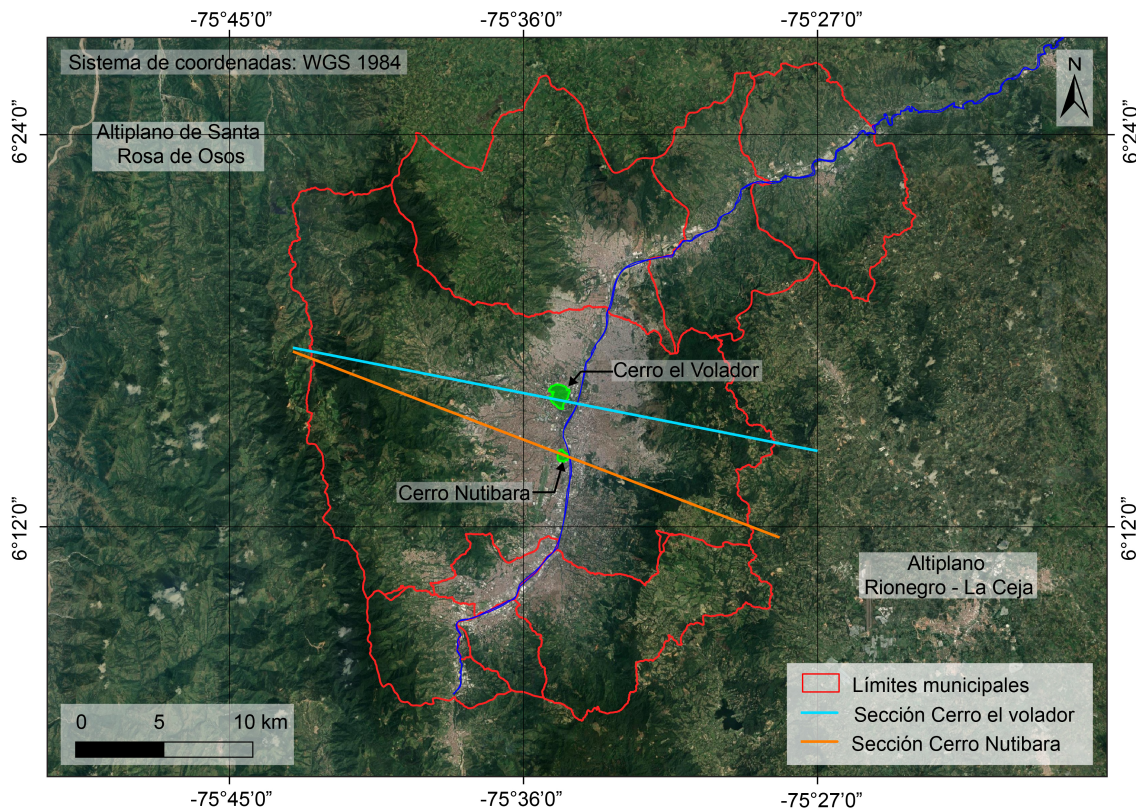 -75°45’0”
-75°36’0”
-75°27’0”
Sistema de coordenadas: WGS 1984
N
6°24’0”
6°24’0”
Altiplano de Santa
Rosa de Osos
Cerro el Volador
Cerro Nutibara
6°12’0”
6°12’0”
Altiplano
Rionegro - La Ceja
Límites municipales
Sección Cerro el volador
Sección Cerro Nutibara
0 5 10 km
-75°45’0”
-75°36’0”
-75°27’0”